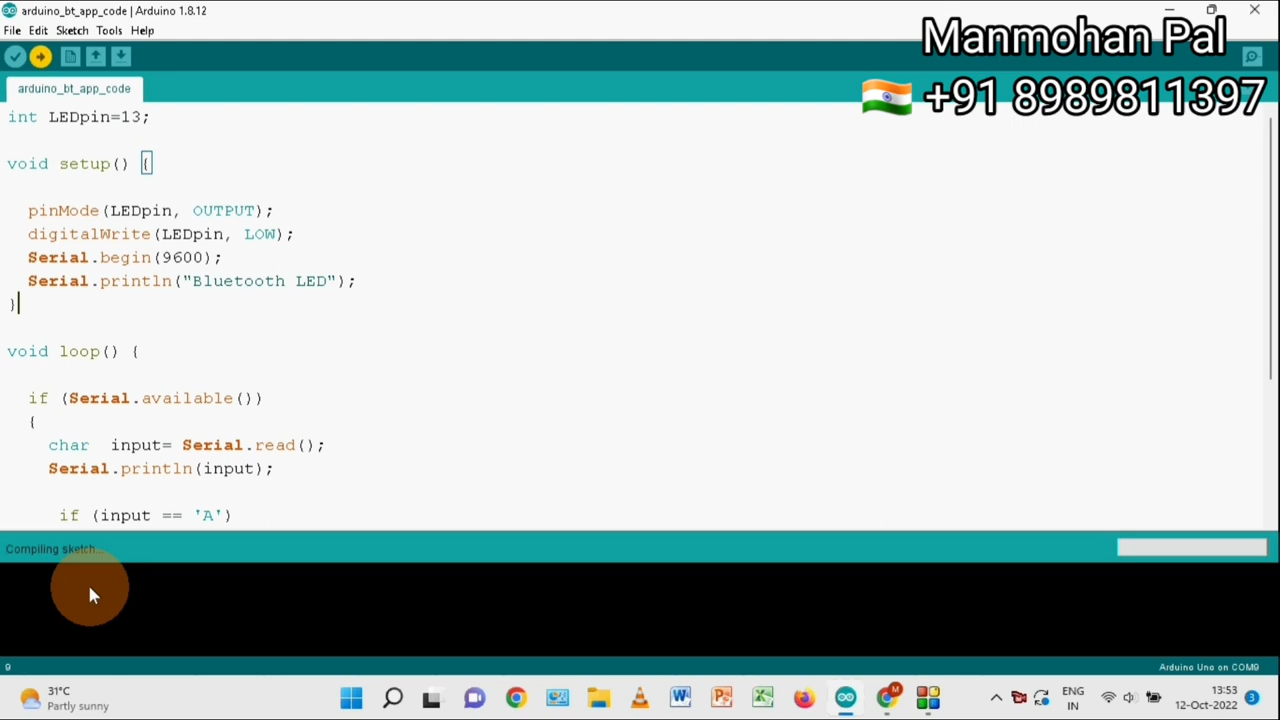 arduino_bt_app_code | Arduino 1.8.12
File Edit Sketch Tools Help
Manmohan Pal
+91 8989811397
arduino_bt_app_code
int LEDpin=13;
void setup() {
pinMode(LEDpin, OUTPUT);
digitalWrite(LEDpin, LOW);
Serial.begin(9600);
Serial.println("Bluetooth LED");
}
void loop() {
if (Serial.available())
{
char  input= Serial.read();
Serial.println(input);
if (input == 'A')
Compiling sketch...
9
Arduino Uno on COM9
31°C
Partly sunny
ENG
IN
13:53
12-Oct-2022
3